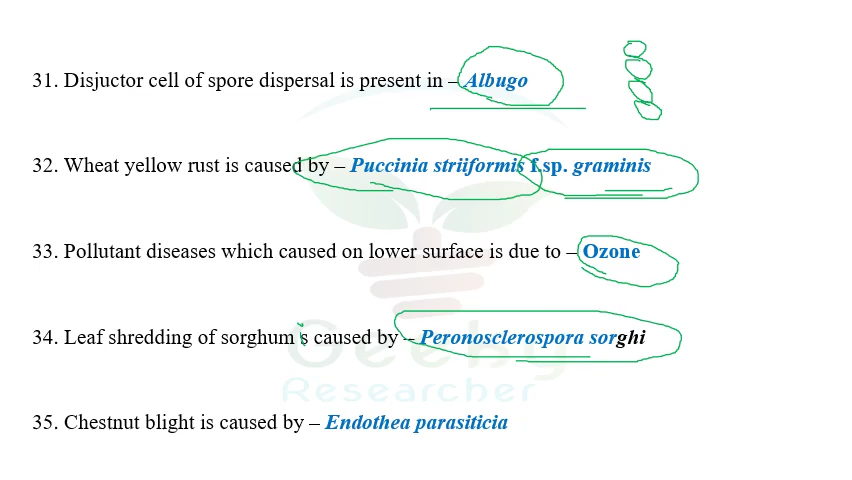 31. Disjuctor cell of spore dispersal is present in – Albugo
32. Wheat yellow rust is caused by – Puccinia striiformis f.sp. graminis
33. Pollutant diseases which caused on lower surface is due to – Ozone
34. Leaf shredding of sorghum is caused by – Peronosclerospora sorghi
Geeby
Researcher
35. Chestnut blight is caused by – Endothea parasiticia